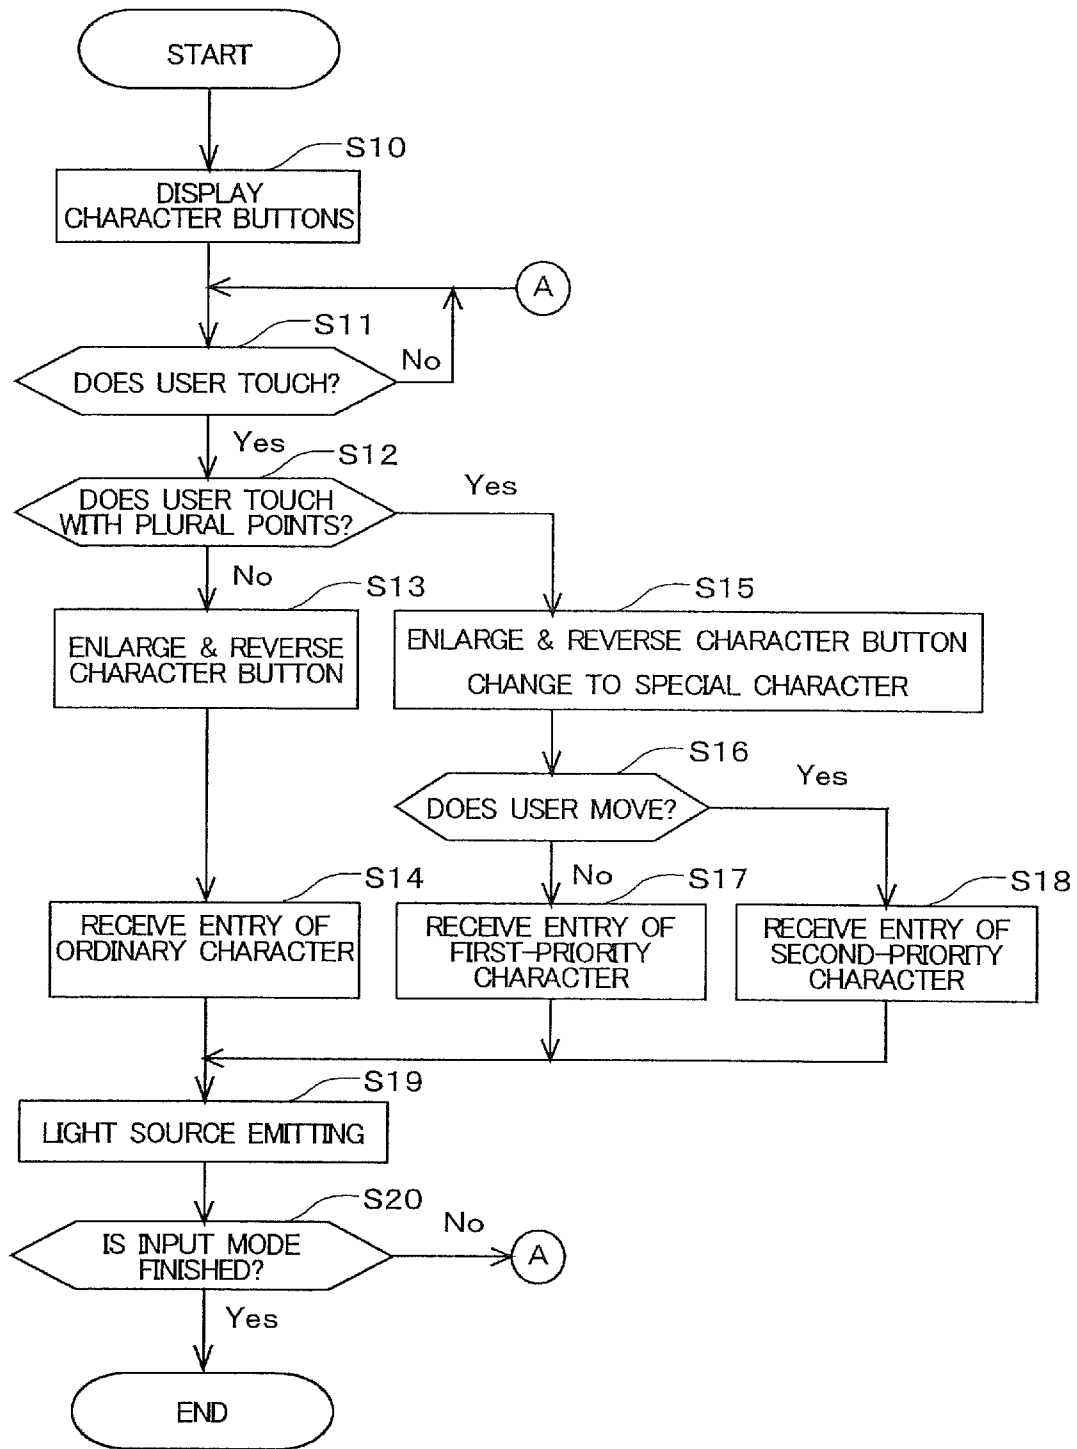 START
S10
DISPLAY
CHARACTER BUTTONS
A
S11
No
DOES USER TOUCH?
Yes
S12
Yes
DOES USER TOUCH
WITH PLURAL POINTS?
No
S13
S15
ENLARGE & REVERSE
CHARACTER BUTTON
ENLARGE & REVERSE CHARACTER BUTTON
CHANGE TO SPECIAL CHARACTER
S16
Yes
DOES USER MOVE?
No
S14
S17
S18
RECEIVE ENTRY OF
ORDINARY CHARACTER
RECEIVE ENTRY OF
FIRST-PRIORITY
CHARACTER
RECEIVE ENTRY OF
SECOND-PRIORITY
CHARACTER
S19
LIGHT SOURCE EMITTING
S20
No
IS INPUT MODE
FINISHED?
A
Yes
END